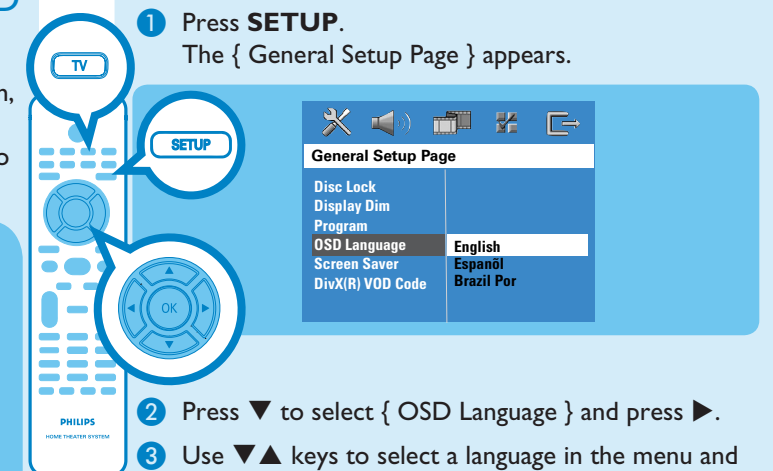 1 Press SETUP.
The { General Setup Page } appears.
TV
n,
SETUP
o
General Setup Page
Disc Lock
Display Dim
Program
OSD Language English
Screen Saver Espanõl
DivX(R) VOD Code Brazil Por
OK
2 Press ▼ to select { OSD Language } and press ▶.
PHILIPS
HOME THEATER SYSTEM
3 Use ▼▲ keys to select a language in the menu and